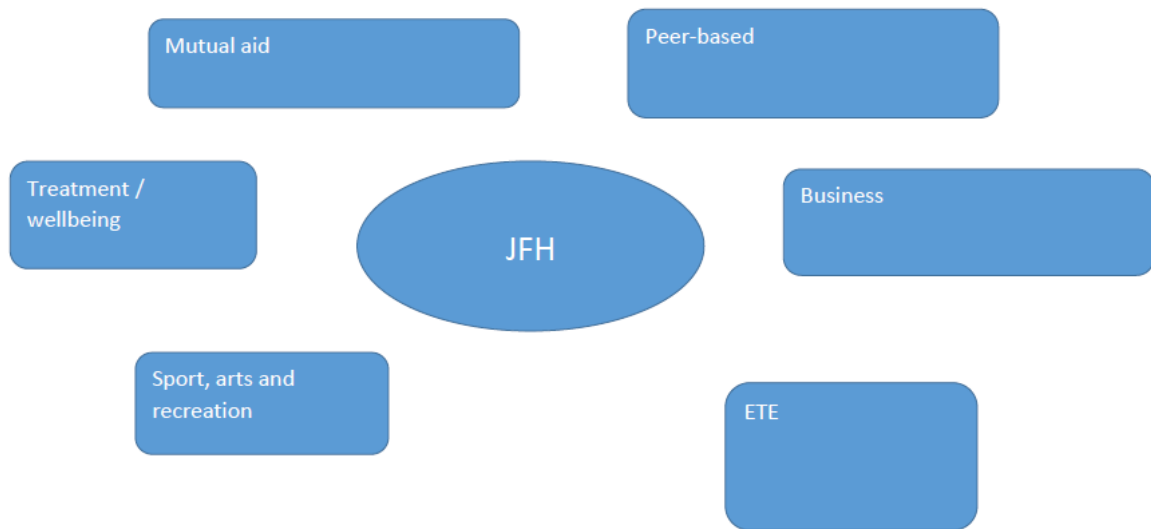 Mutual aid
Peer-based
Treatment /
wellbeing
Business
JFH
Sport, arts and
recreation
ETE